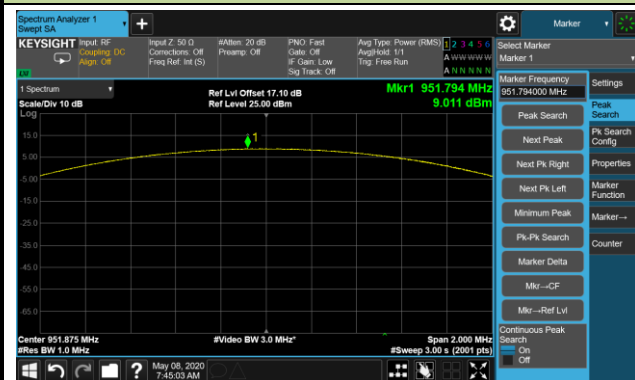 Spectrum Analyzer 1
Swept SA
+
Marker
KEYSIGHT
Input: RF
Coupling: DC
Align: Off
Input Z: 50 Ω
Corrections: Off
Freq Ref: Int (S)
#Atten: 20 dB
Preamp: Off
PNO: Fast
Gate: Off
IF Gain: Low
Sig Track: Off
Avg Type: Power (RMS)
Avg|Hold: 1/1
Trig: Free Run
1 2 3 4 5 6
A W W W W W
A N N N N N
Select Marker
Marker 1
1 Spectrum
Scale/Div 10 dB
Log
Ref Lvl Offset 17.10 dB
Ref Level 25.00 dBm
Mkr1 951.794 MHz
9.011 dBm
1
15.0
5.00
-5.00
-15.0
-25.0
-35.0
-45.0
-55.0
-65.0
Center 951.875 MHz
#Res BW 1.0 MHz
#Video BW 3.0 MHz*
Span 2.000 MHz
#Sweep 3.00 s (2001 pts)
Marker Frequency
951.794000 MHz
Peak Search
Next Peak
Next Pk Right
Next Pk Left
Minimum Peak
Pk-Pk Search
Marker Delta
Mkr→CF
Mkr→Ref Lvl
Continuous Peak
Search
On
Off
Settings
Peak
Search
Pk Search
Config
Properties
Marker
Function
Marker→
Counter
?
May 08, 2020
7:45:03 AM